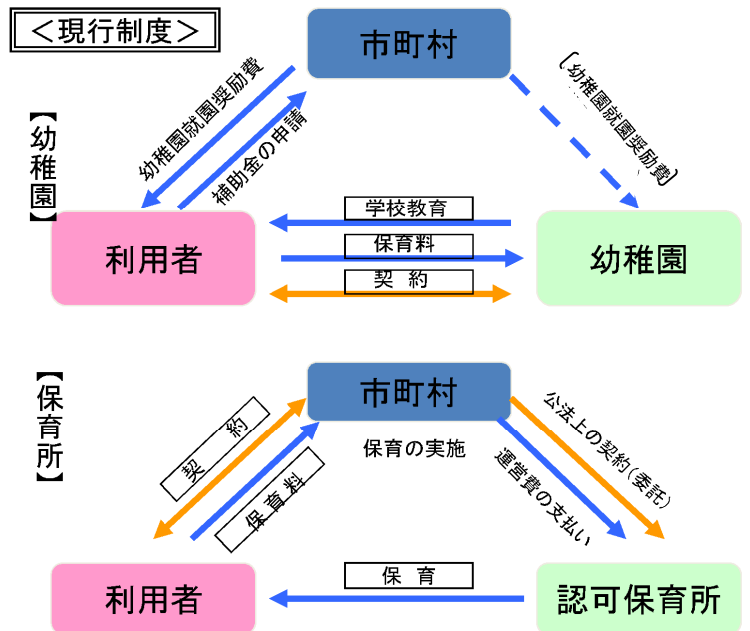 ＜現行制度＞
市町村
【幼稚園】
幼稚園就園奨励費
補助金の申請
〔幼稚園就園奨励費〕
学校教育
保育料
契 約
利用者
幼稚園
【保育所】
市町村
契 約
保育料
保育の実施
公法上の契約（委託）
運営費の支払い
保 育
利用者
認可保育所